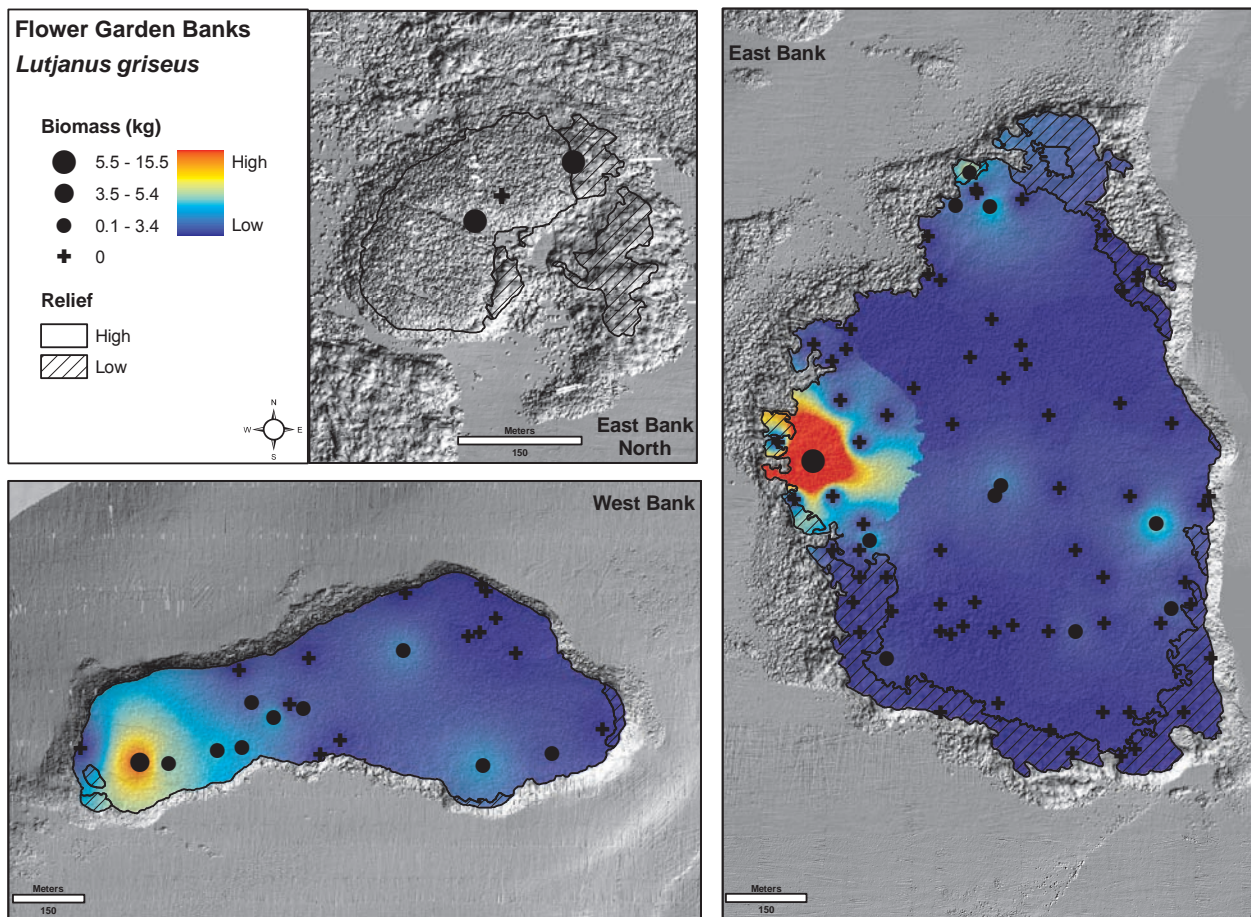 Flower Garden Banks
Lutjanus griseus
Biomass (kg)
5.5 - 15.5
3.5 - 5.4
0.1 - 3.4
0
High
Low
Relief
High
Low
N
W E
S
Meters
150
East Bank
North
West Bank
Meters
150
East Bank
Meters
150